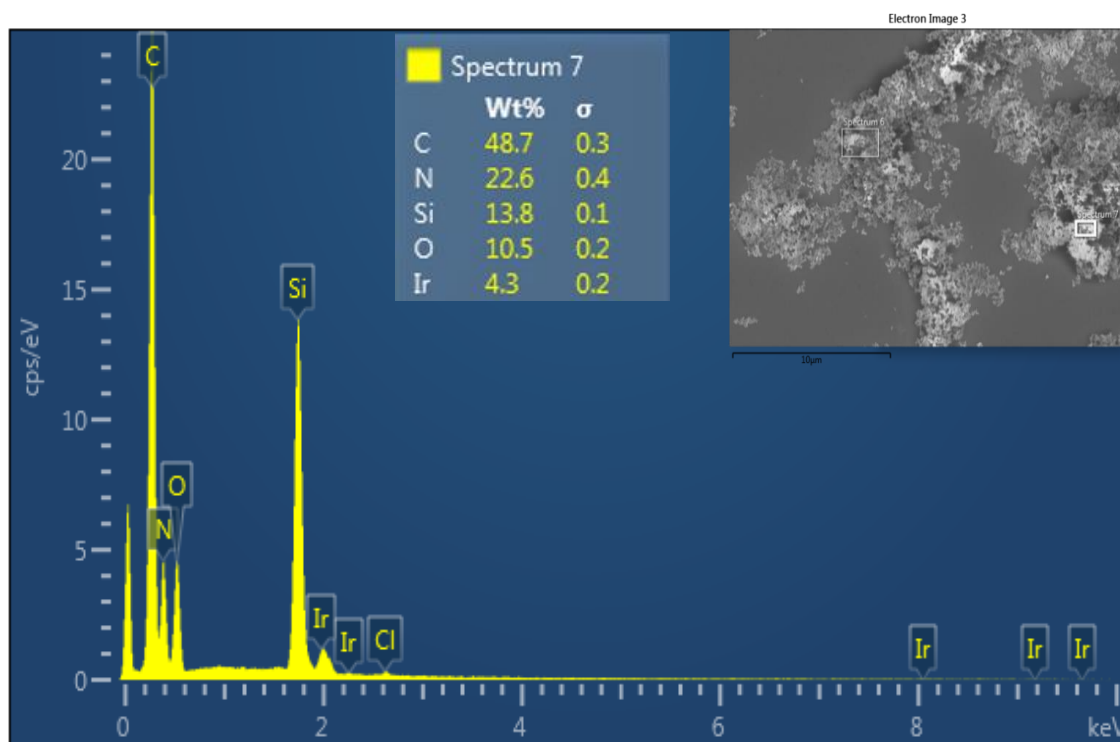 Electron Image 3
Spectrum 7
Wt% σ
C 48.7 0.3
N 22.6 0.4
Si 13.8 0.1
O 10.5 0.2
Ir 4.3 0.2
Spectrum 6
Spectrum 7
10μm
C
Si
O
N
Ir
Ir
Cl
Ir
Ir
Ir
cps/eV
20
15
10
5
0
0 2 4 6 8 keV